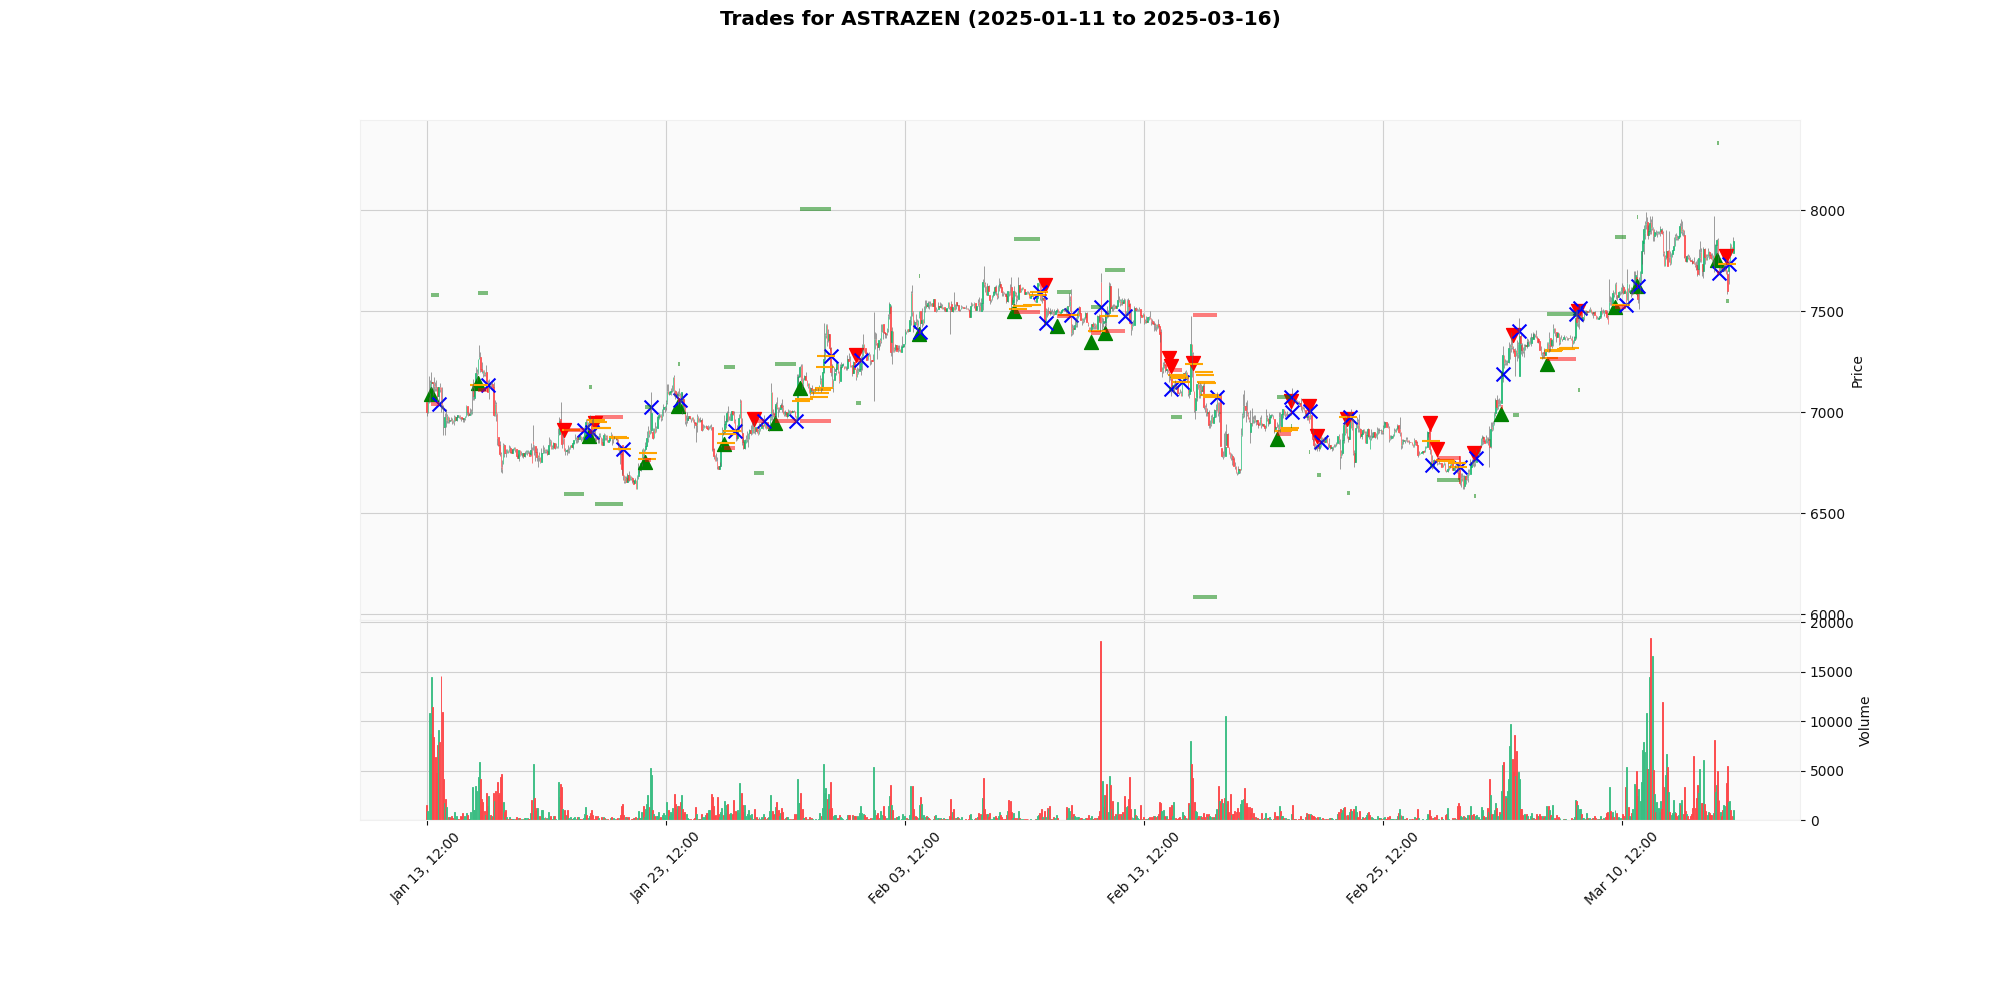 Trades for ASTRAZEN (2025-01-11 to 2025-03-16)
8000
7500
7000
6500
6000
Price
20000
15000
10000
5000
0
Volume
Jan 13, 12:00
Jan 23, 12:00
Feb 03, 12:00
Feb 13, 12:00
Feb 25, 12:00
Mar 10, 12:00